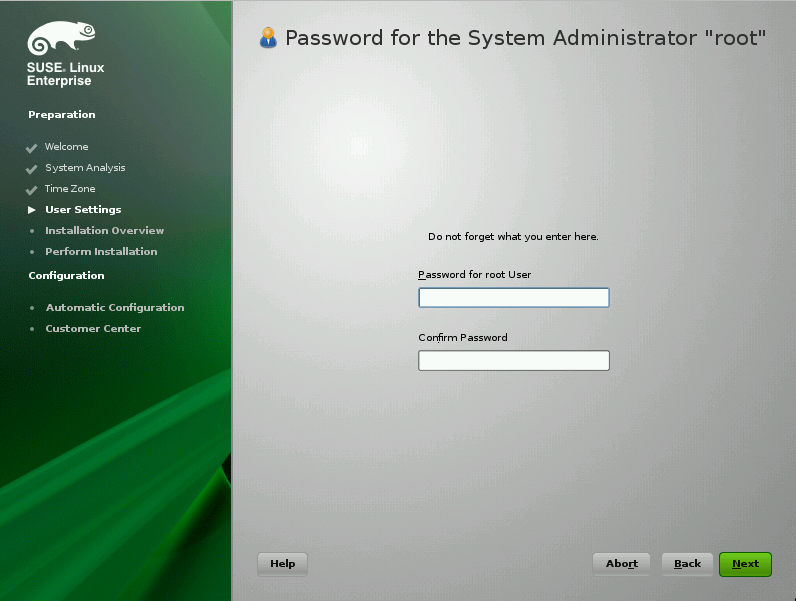 SUSE. Linux
Enterprise
Preparation
Welcome
System Analysis
Time Zone
User Settings
Installation Overview
Perform Installation
Configuration
Automatic Configuration
Customer Center
Password for the System Administrator "root"
Do not forget what you enter here.
Password for root User
Confirm Password
Help
Abort
Back
Next